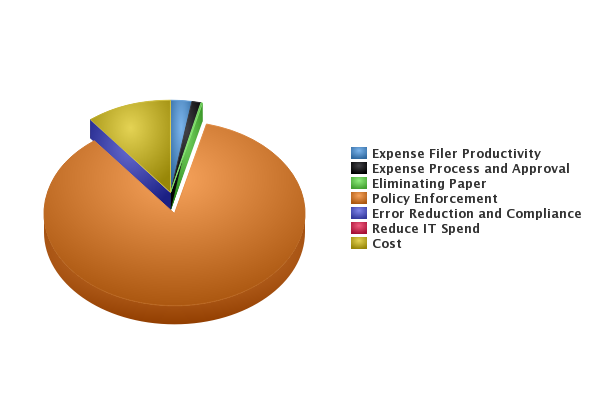 Expense Filer Productivity
Expense Process and Approval
Eliminating Paper
Policy Enforcement
Error Reduction and Compliance
Reduce IT Spend
Cost